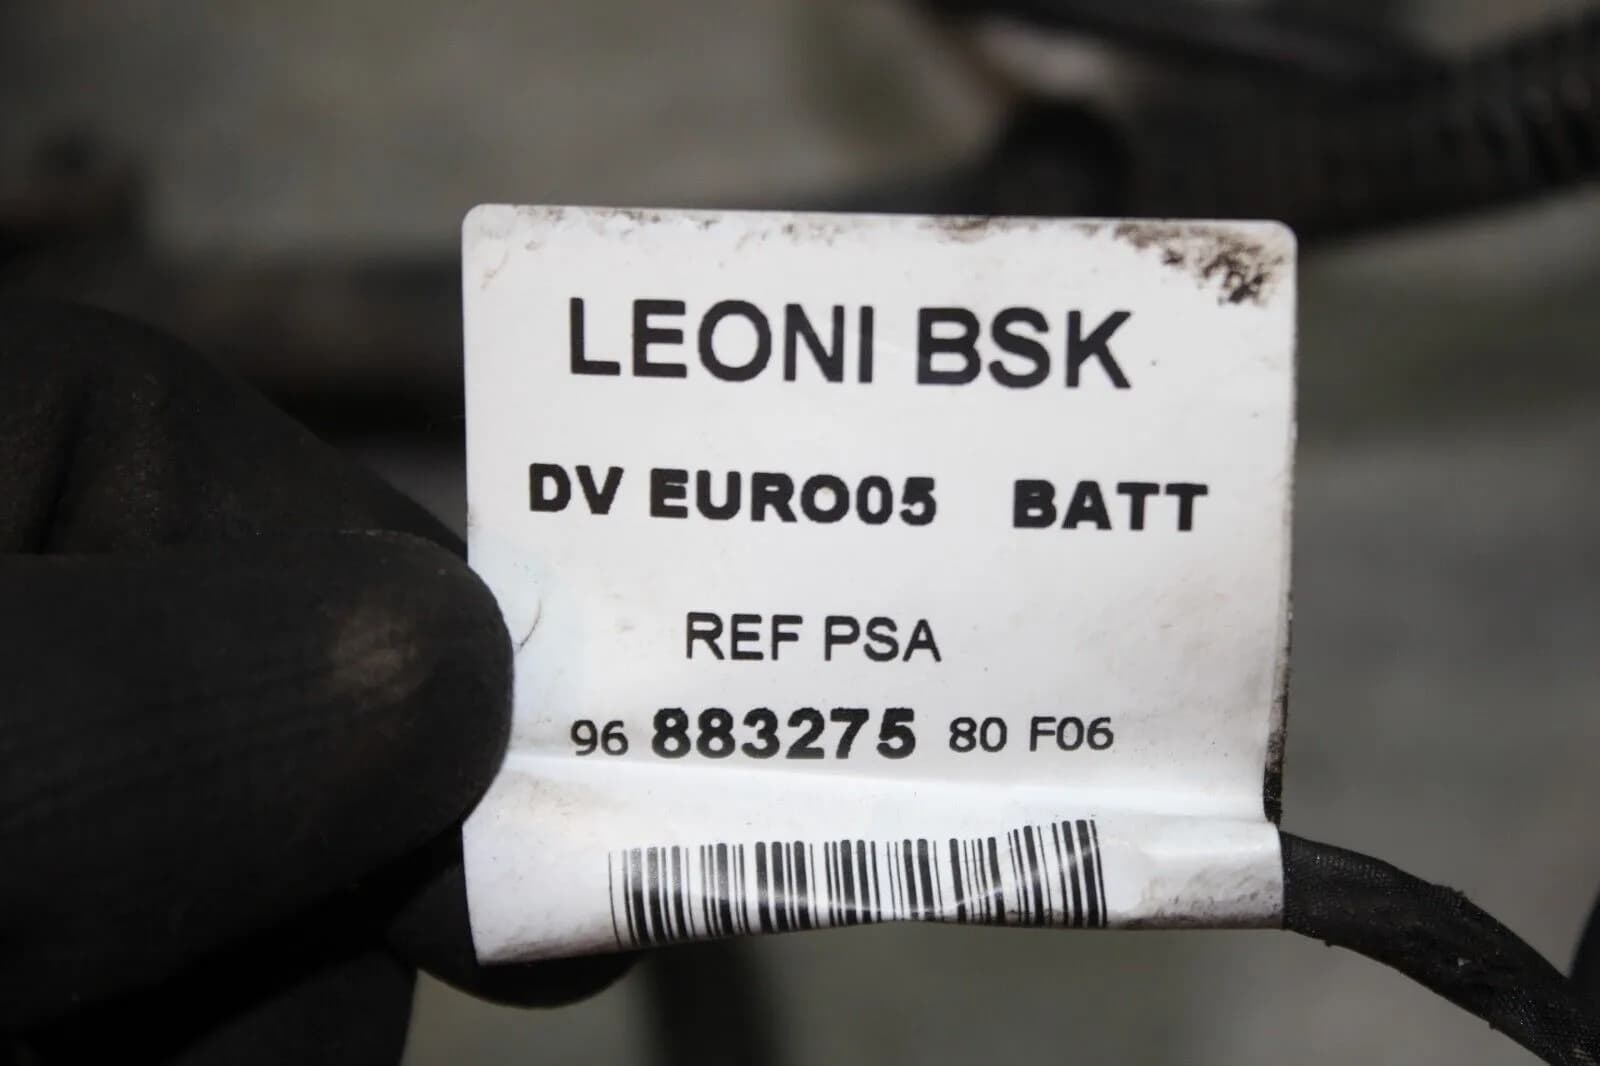 LEONI BSK
DV EURO05 BATT
REF PSA
96 883275 80 F06